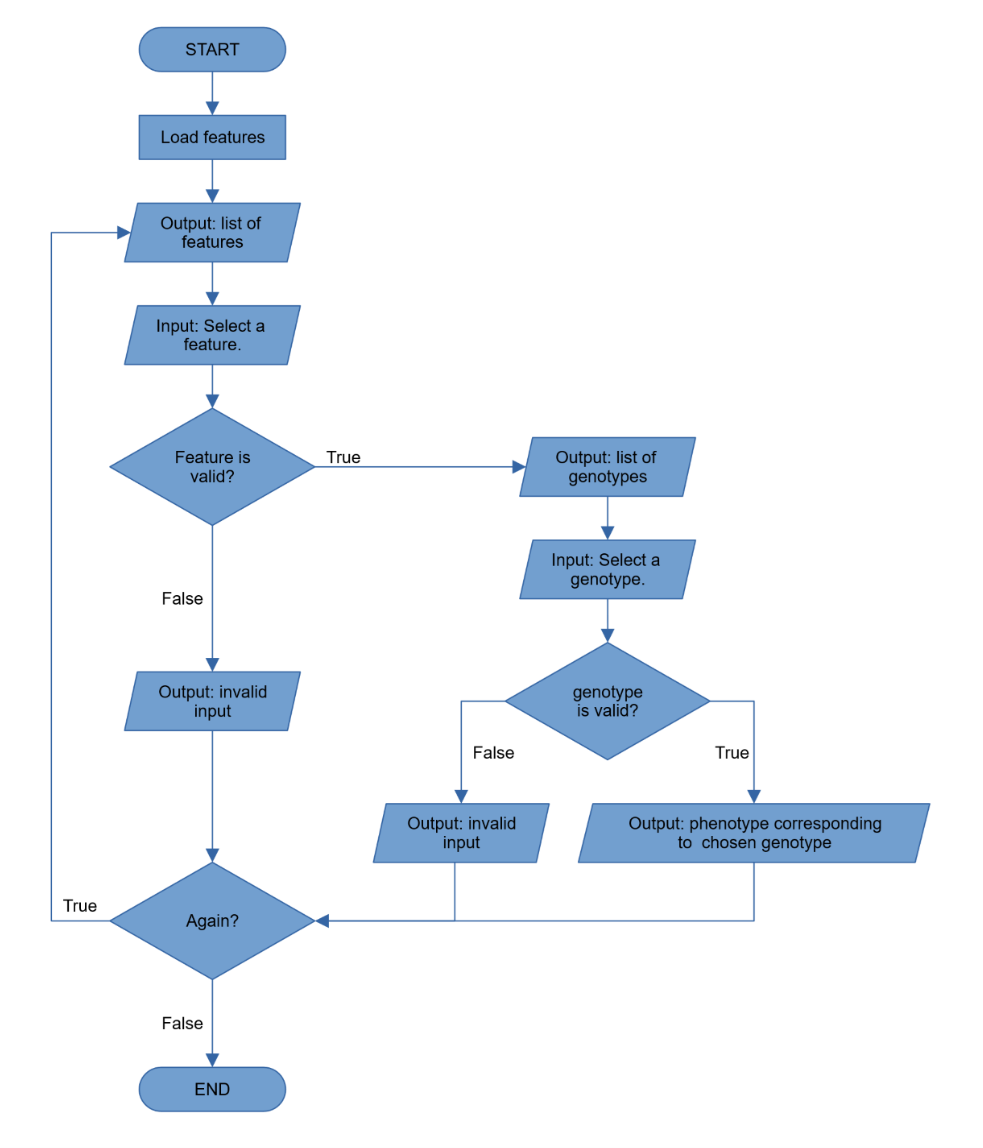 START
Load features
Output: list of
features
Input: Select a
feature.
Feature is
valid?
True
Output: list of
genotypes
Input: Select a
genotype.
False
Output: invalid
input
genotype
is valid?
False
True
Output: invalid
input
Output: phenotype corresponding
to  chosen genotype
True
Again?
False
END